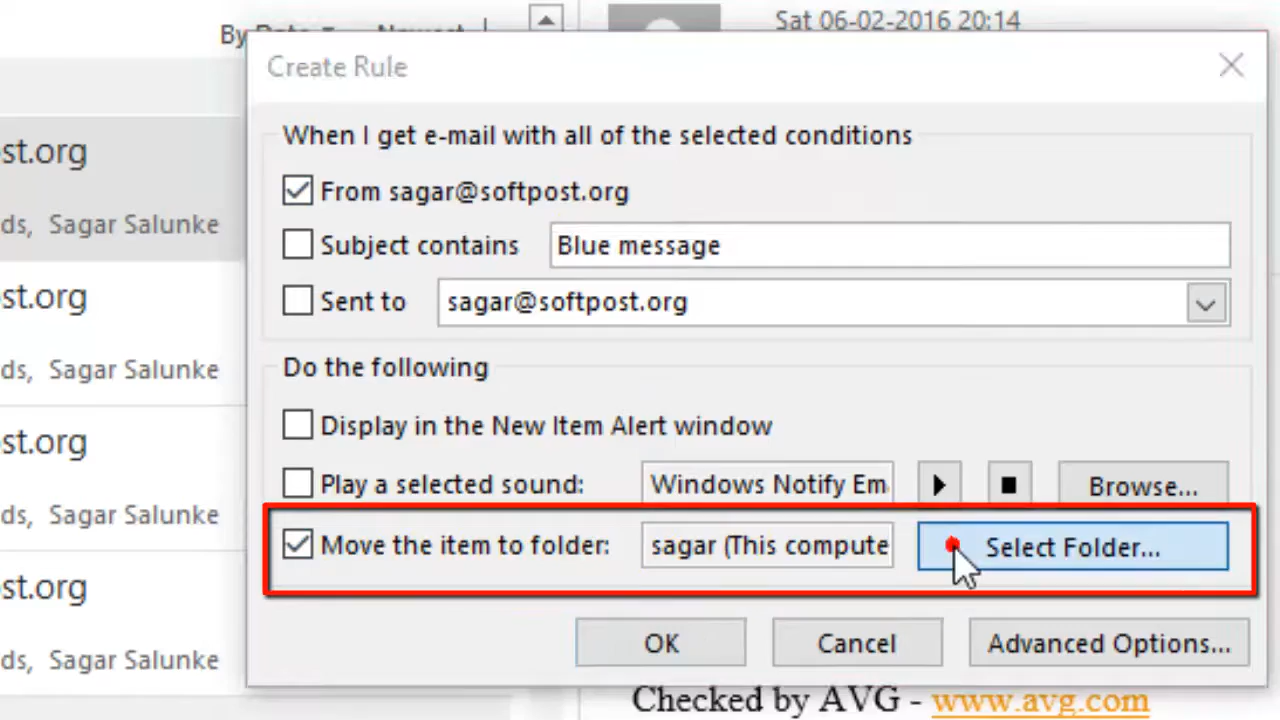 Sat 06-02-2016 20:14
By Date Newest
Create Rule
When I get e-mail with all of the selected conditions
From sagar@softpost.org
Subject contains Blue message
Sent to sagar@softpost.org
Do the following
Display in the New Item Alert window
Play a selected sound: Windows Notify Em Browse...
Move the item to folder: sagar (This compute Select Folder...
OK Cancel Advanced Options...
st.org
ds, Sagar Salunke
st.org
ds, Sagar Salunke
st.org
ds, Sagar Salunke
st.org
ds, Sagar Salunke
Checked by AVG - www.avg.com